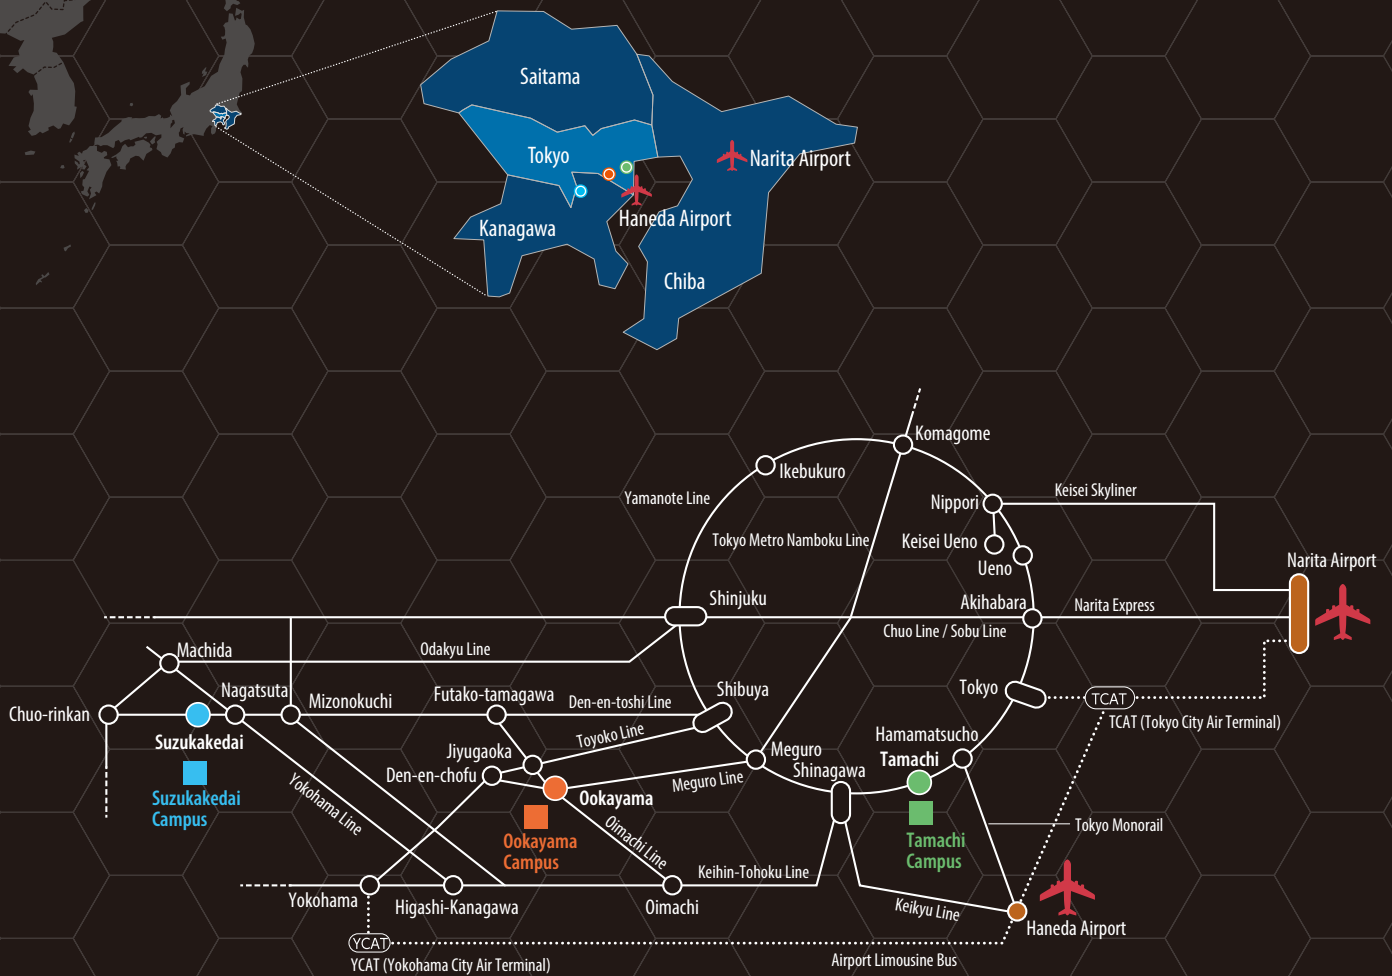 Saitama
Tokyo
Narita Airport
Haneda Airport
Kanagawa
Chiba
Komagome
Ikebukuro
Yamanote Line
Nippori
Keisei Skyliner
Tokyo Metro Namboku Line
Keisei Ueno
Ueno
Narita Airport
Shinjuku
Akihabara
Narita Express
Chuo Line / Sobu Line
Machida
Odakyu Line
Nagatsuta
Mizonokuchi
Futako-tamagawa
Den-en-toshi Line
Shibuya
Tokyo
TCAT
TCAT (Tokyo City Air Terminal)
Chuo-rinkan
Suzukakedai
Toyoko Line
Jiyugaoka
Den-en-chofu
Meguro
Hamamatsucho
Tamachi
Shinagawa
Meguro Line
Ookayama
Suzukakedai
Campus
Yokohama Line
Ookayama
Campus
Oimachi Line
Tamachi
Campus
Tokyo Monorail
Keihin-Tohoku Line
Yokohama
Higashi-Kanagawa
Oimachi
Keikyu Line
Haneda Airport
YCAT
YCAT (Yokohama City Air Terminal)
Airport Limousine Bus